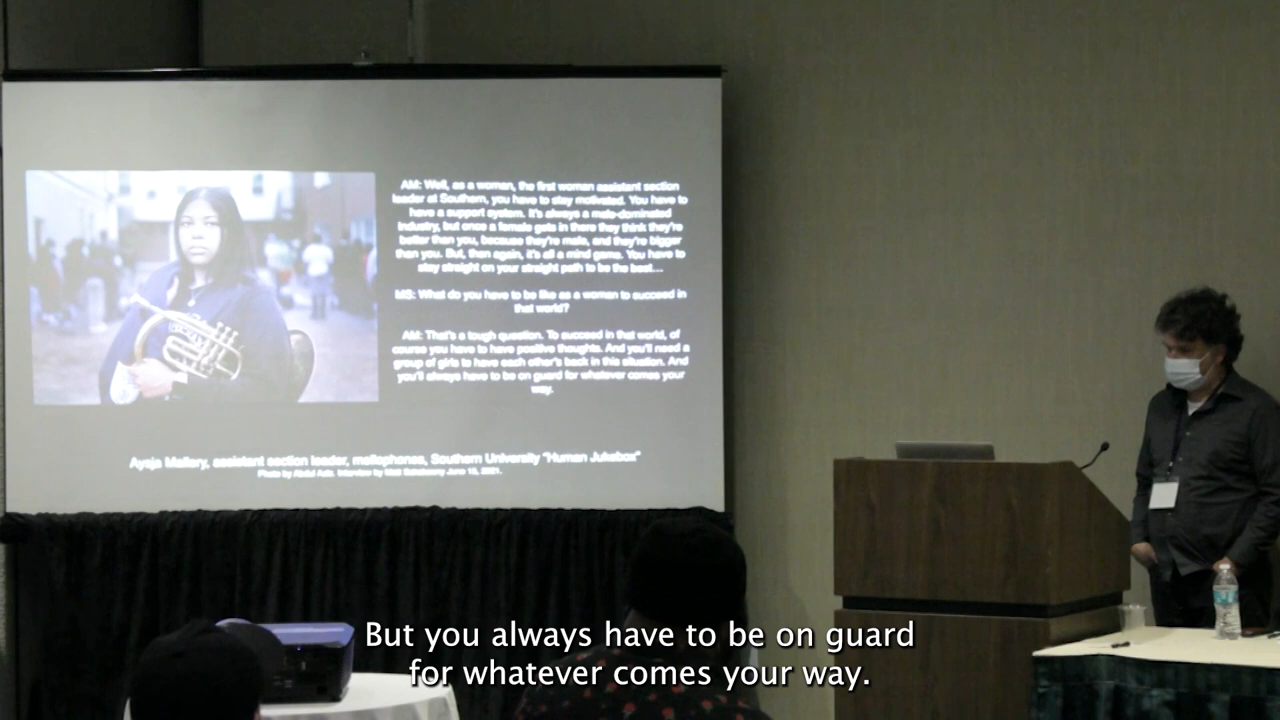 AM: Well, as a woman, the first woman assistant section
leader at Southern, you have to stay motivated. You have to
have a support system. It's always a male-dominated
industry, but once a female gets in there they think they're
better than you, because they're male, and they're bigger
than you. But, then again, it's all a mind game. You have to
stay straight on your straight path to be the best...
MS: What do you have to be like as a woman to succeed in
that world?
AM: That's a tough question. To succeed in that world, of
course you have to have positive thoughts. And you'll need a
group of girls to have each other's back in this situation. And
you'll always have to be on guard for whatever comes your
way.
assistant section leader, mellophones, Southern University "Human Jukebox"
Photo by Abdul Aziz. Interview by June 2021.
But you always have to be on guard
for whatever comes your way.